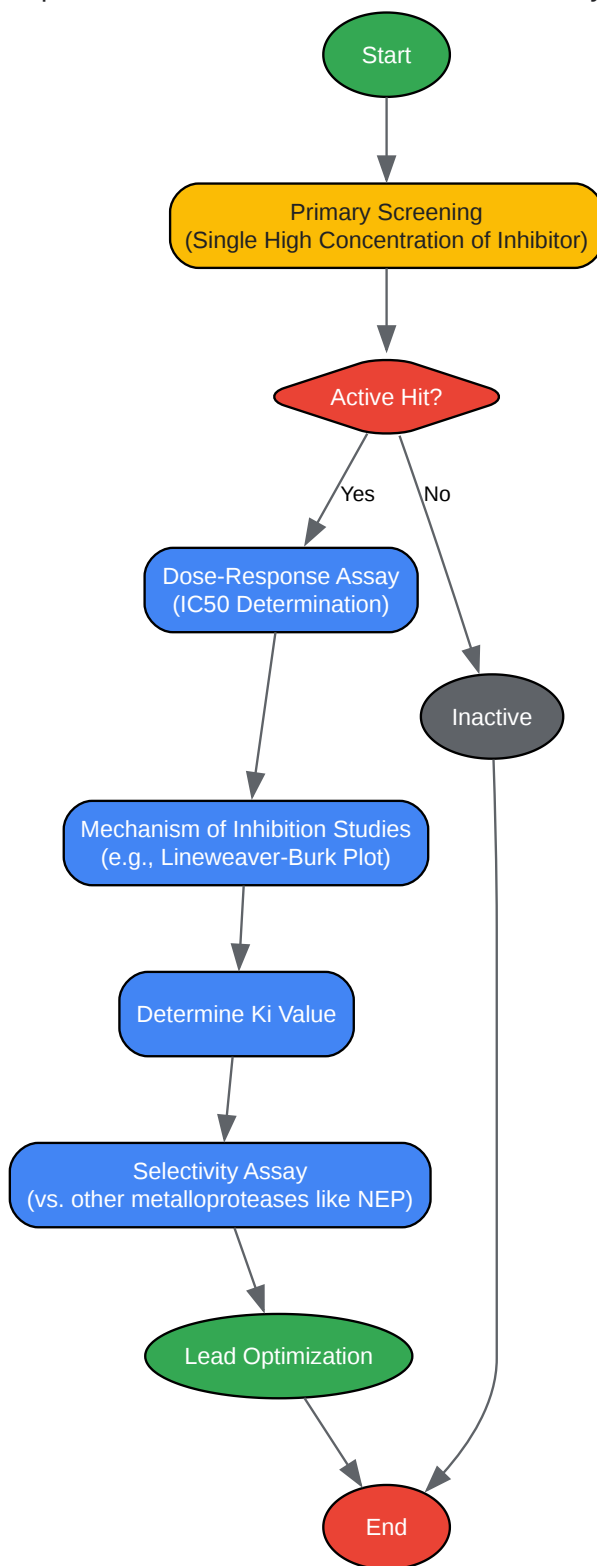 Start
Primary Screening
(Single High Concentration of Inhibitor)
Active Hit?
Yes
No
Dose-Response Assay
(IC50 Determination)
Inactive
Mechanism of Inhibition Studies
(e.g., Lineweaver-Burk Plot)
Determine Ki Value
Selectivity Assay
(vs. other metalloproteases like NEP)
Lead Optimization
End